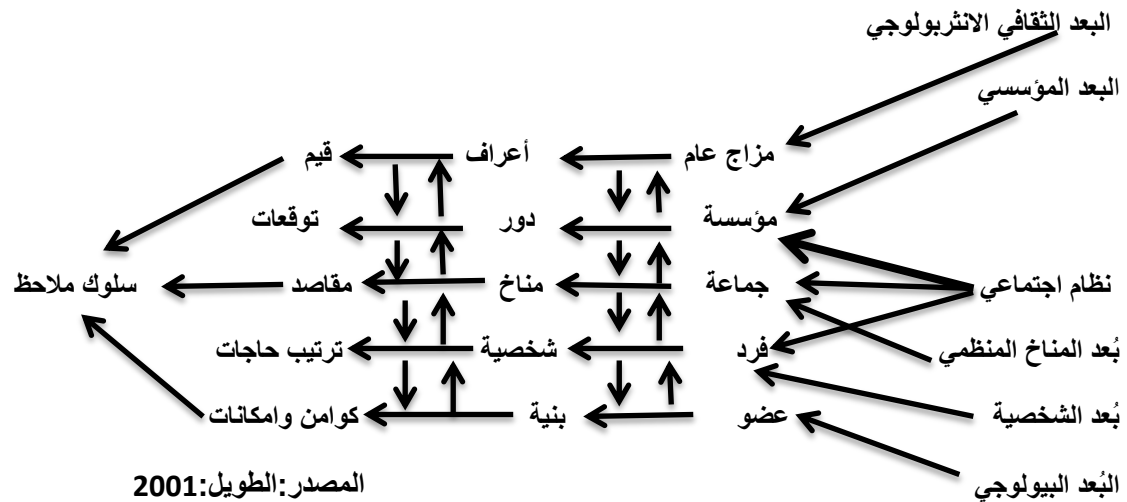 البعد الثقافي الانثربولوجي
البعد المؤسسي
مزاج عام أعراف قيم
مؤسسة دور توقعات
نظام اجتماعي جماعة مناخ مقاصد سلوك ملاحظ
بُعد المناخ المنظمي فرد شخصية ترتيب حاجات
بُعد الشخصية عضو بنية كوامن وامكانات
البُعد البيولوجي
المصدر:الطويل:2001